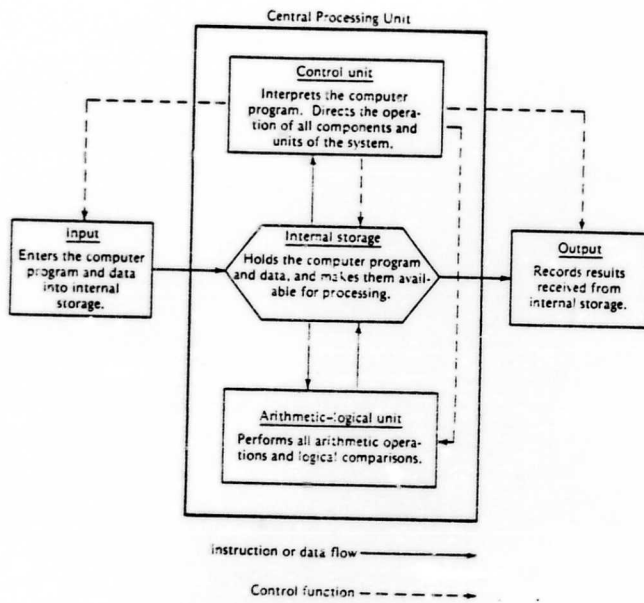 Central Processing Unit
Control unit
Interprets the computer
program. Directs the opera-
tion of all components and
units of the system.
Input
Enters the computer
program and data
into internal
storage.
Internal storage
Holds the computer program
and data, and makes them avail-
able for processing.
Output
Records results
received from
internal storage.
Arithmetic-logical unit
Performs all arithmetic opera-
tions and logical comparisons.
Instruction or data flow
Control function